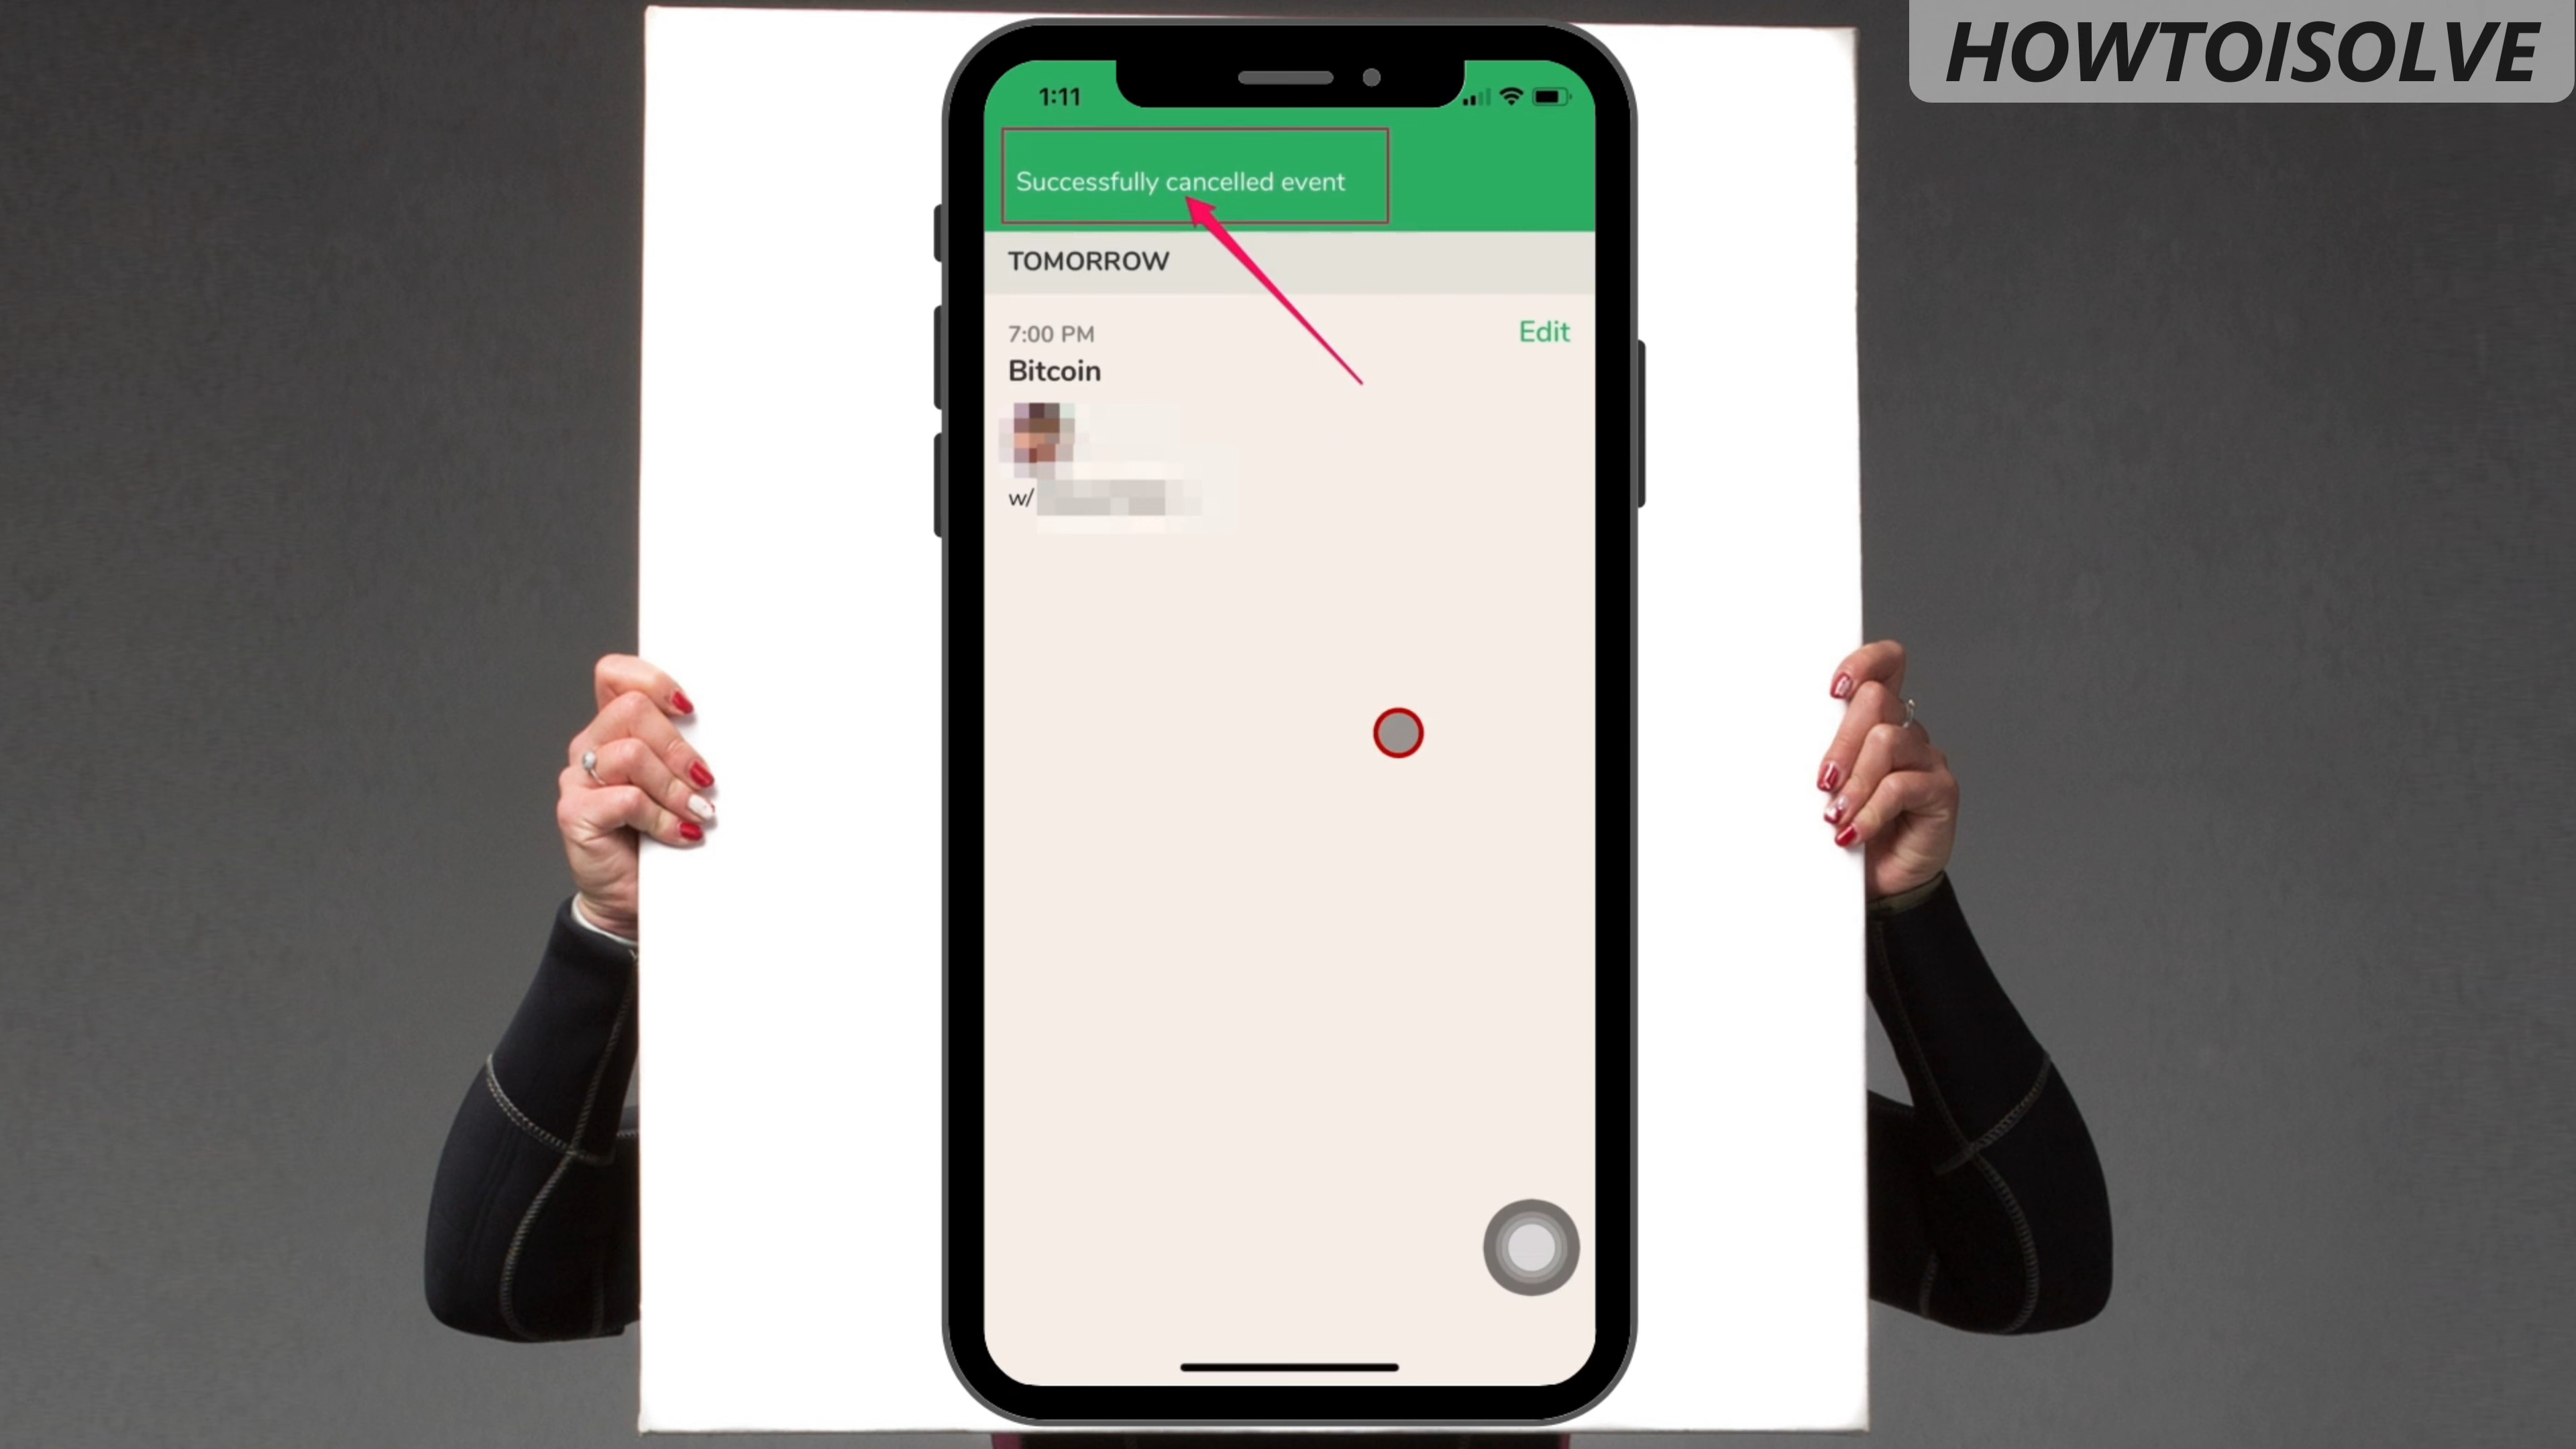 HOWTOISOLVE
1:11
Successfully cancelled event
TOMORROW
7:00 PM
Edit
Bitcoin
w/